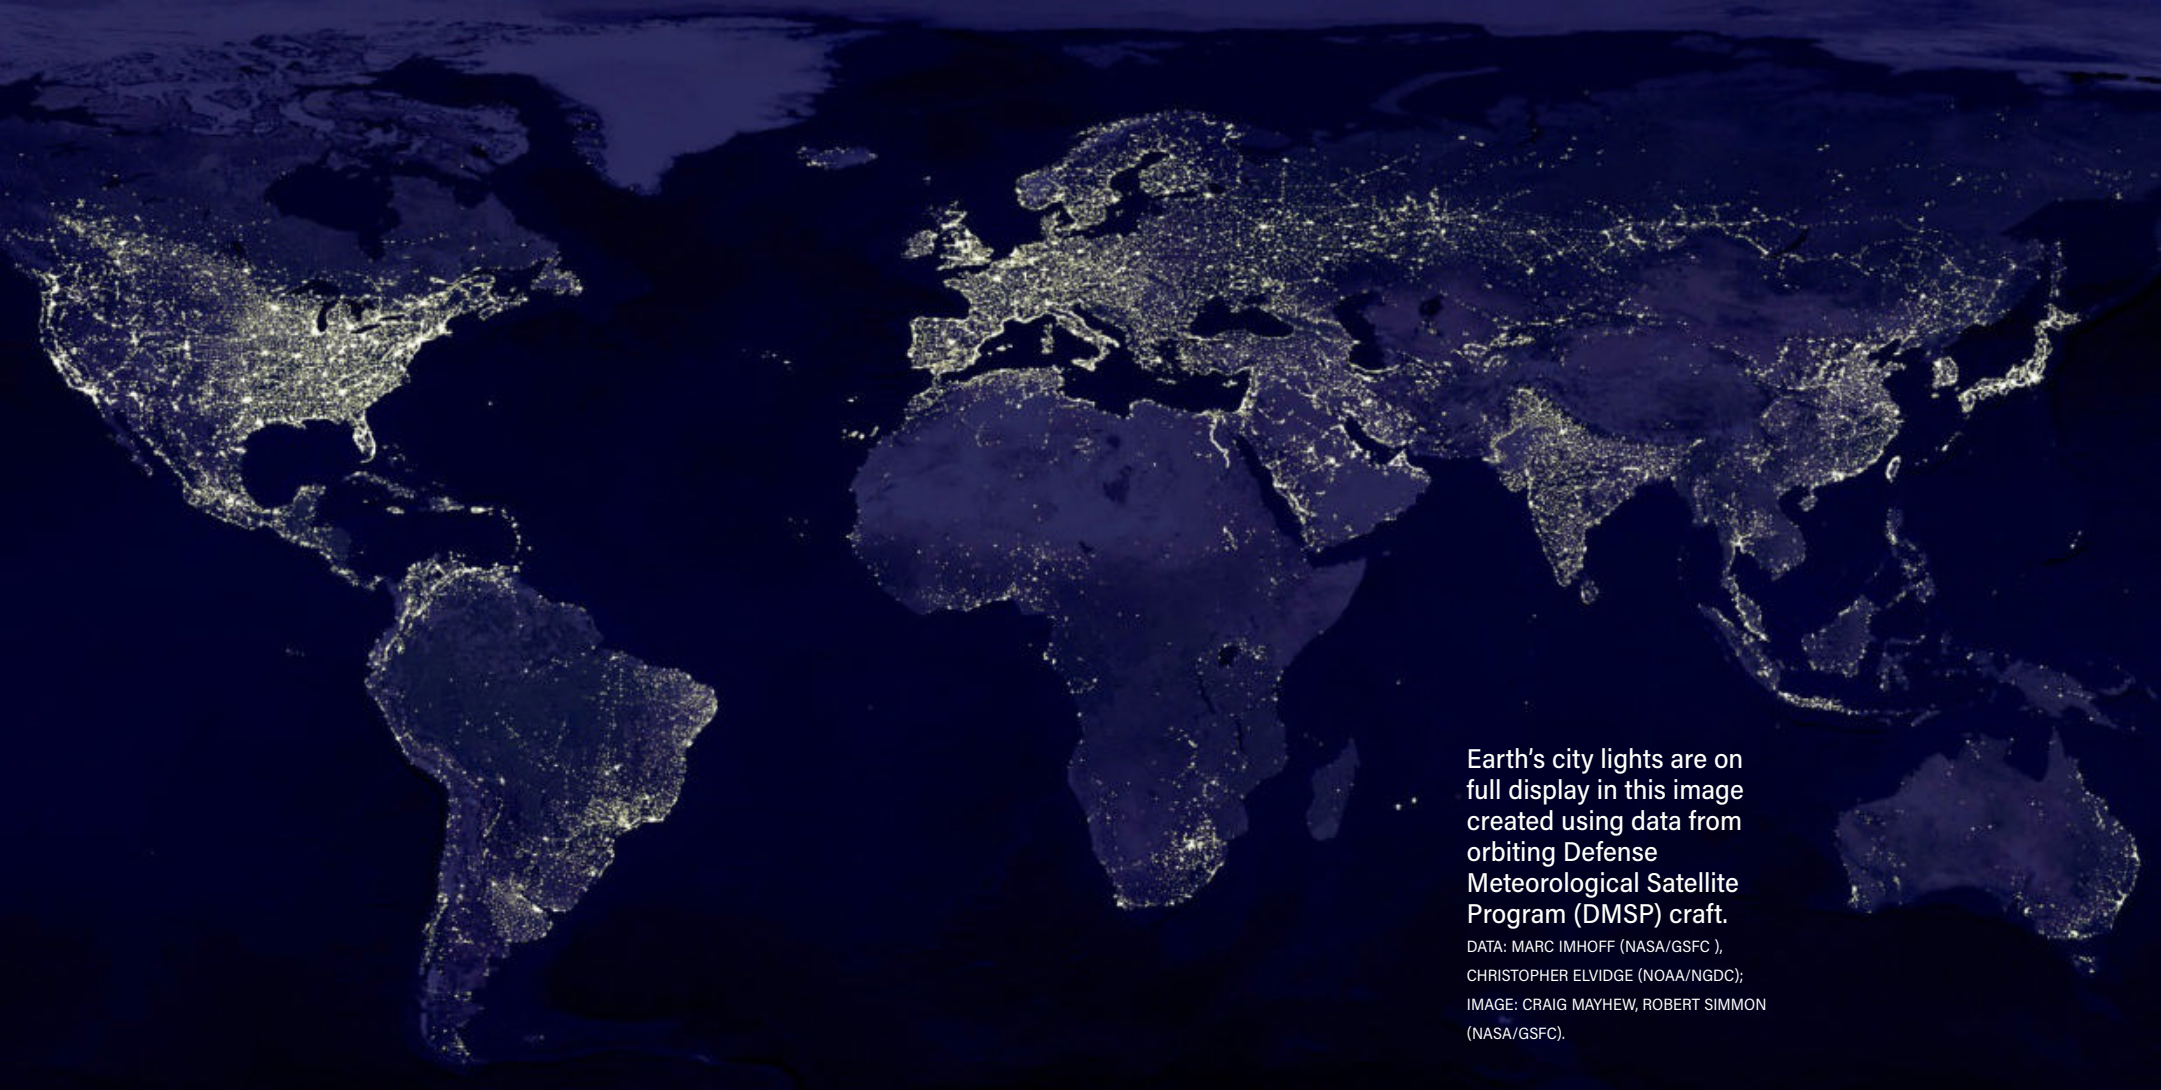 Earth’s city lights are on
full display in this image
created using data from
orbiting Defense
Meteorological Satellite
Program (DMSP) craft.
DATA: MARC IMHOFF (NASA/GSFC ),
CHRISTOPHER ELVIDGE (NOAA/NGDC);
IMAGE: CRAIG MAYHEW, ROBERT SIMMON
(NASA/GSFC).